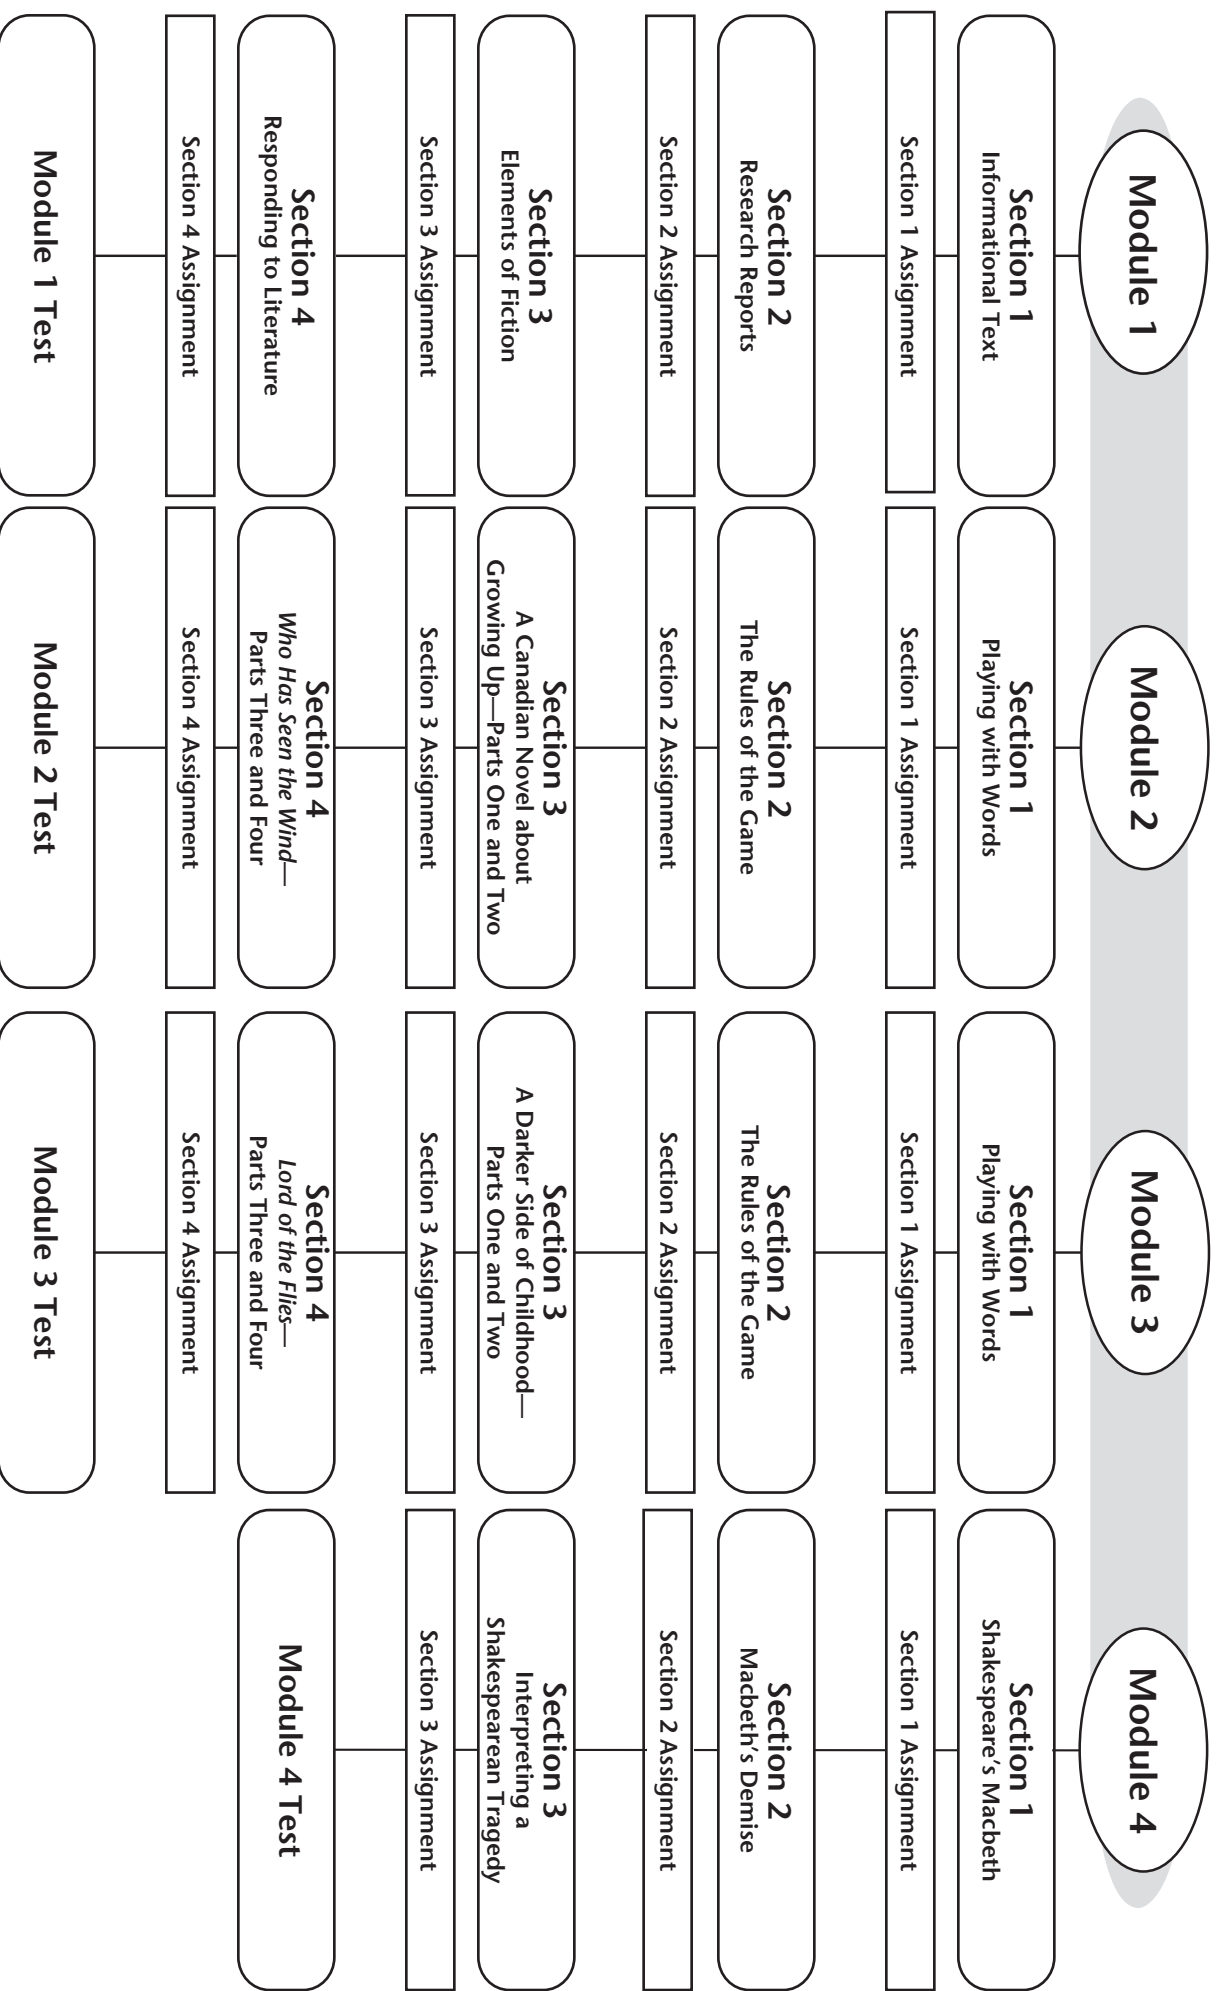 Module 1
Section 1
Informational Text
Section 1 Assignment
Section 2
Research Reports
Section 2 Assignment
Section 3
Elements of Fiction
Section 3 Assignment
Section 4
Responding to Literature
Section 4 Assignment
Module 1 Test
Module 2
Section 1
Playing with Words
Section 1 Assignment
Section 2
The Rules of the Game
Section 2 Assignment
Section 3
A Canadian Novel about
Growing Up—Parts One and Two
Section 3 Assignment
Section 4
Who Has Seen the Wind—
Parts Three and Four
Section 4 Assignment
Module 2 Test
Module 3
Section 1
Playing with Words
Section 1 Assignment
Section 2
The Rules of the Game
Section 2 Assignment
Section 3
A Darker Side of Childhood—
Parts One and Two
Section 3 Assignment
Section 4
Lord of the Flies—
Parts Three and Four
Section 4 Assignment
Module 3 Test
Module 4
Section 1
Shakespeare's Macbeth
Section 1 Assignment
Section 2
Macbeth's Demise
Section 2 Assignment
Section 3
Interpreting a
Shakespearean Tragedy
Section 3 Assignment
Module 4 Test